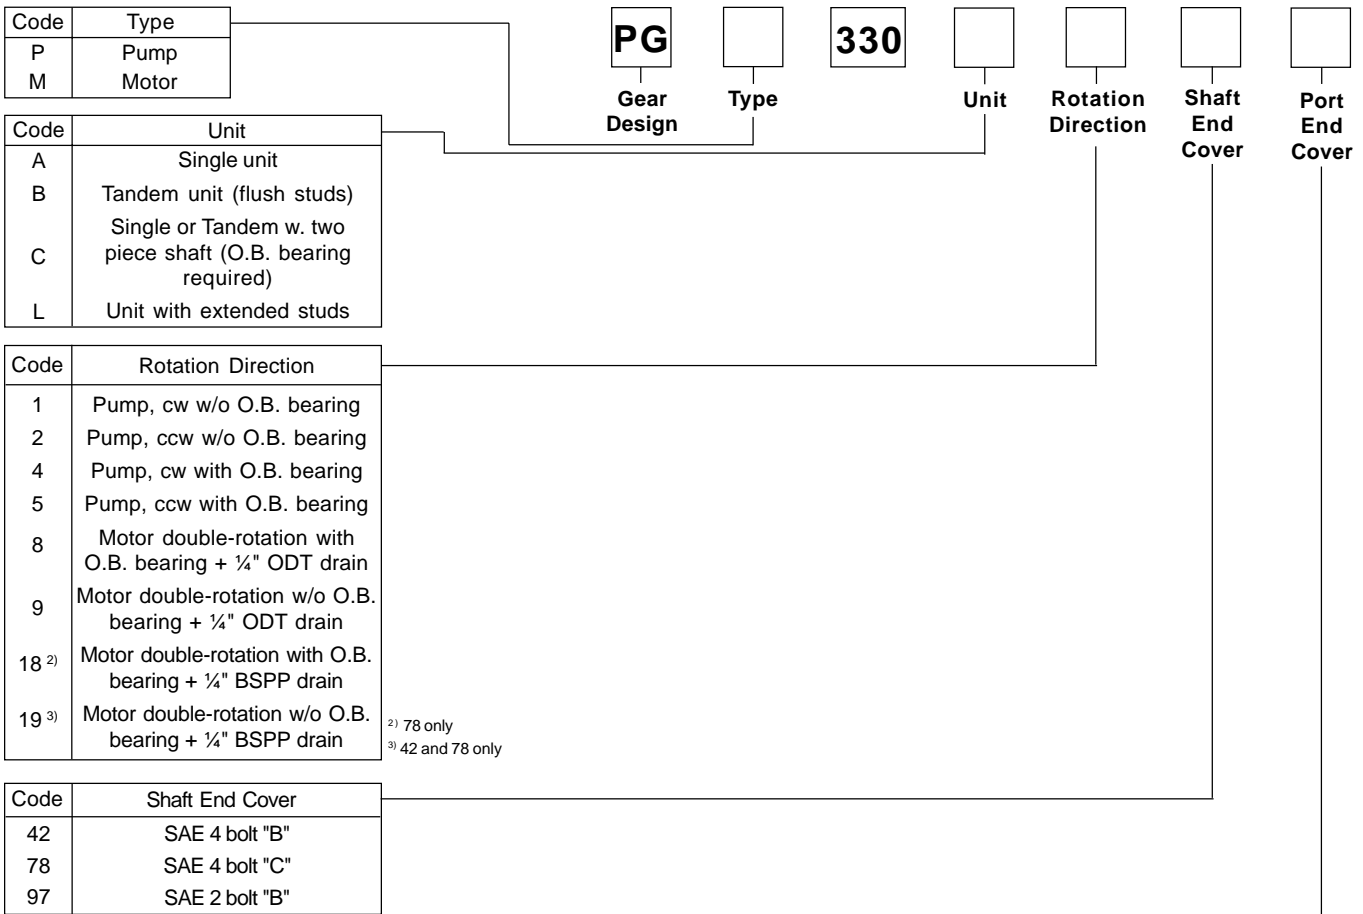 Code Type
P Pump
M Motor
PG 330
Gear Design
Type
Unit
Rotation Direction
Shaft End Cover
Port End Cover
Code Unit
A Single unit
B Tandem unit (flush studs)
C Single or Tandem w. two
piece shaft (O.B. bearing
required)
L Unit with extended studs
Code Rotation Direction
1 Pump, cw w/o O.B. bearing
2 Pump, ccw w/o O.B. bearing
4 Pump, cw with O.B. bearing
5 Pump, ccw with O.B. bearing
8 Motor double-rotation with
O.B. bearing + ¼" ODT drain
9 Motor double-rotation w/o O.B.
bearing + ¼" ODT drain
18 2) Motor double-rotation with O.B.
bearing + ¼" BSPP drain
19 3) Motor double-rotation w/o O.B.
bearing + ¼" BSPP drain
2) 78 only
3) 42 and 78 only
Code Shaft End Cover
42 SAE 4 bolt "B"
78 SAE 4 bolt "C"
97 SAE 2 bolt "B"